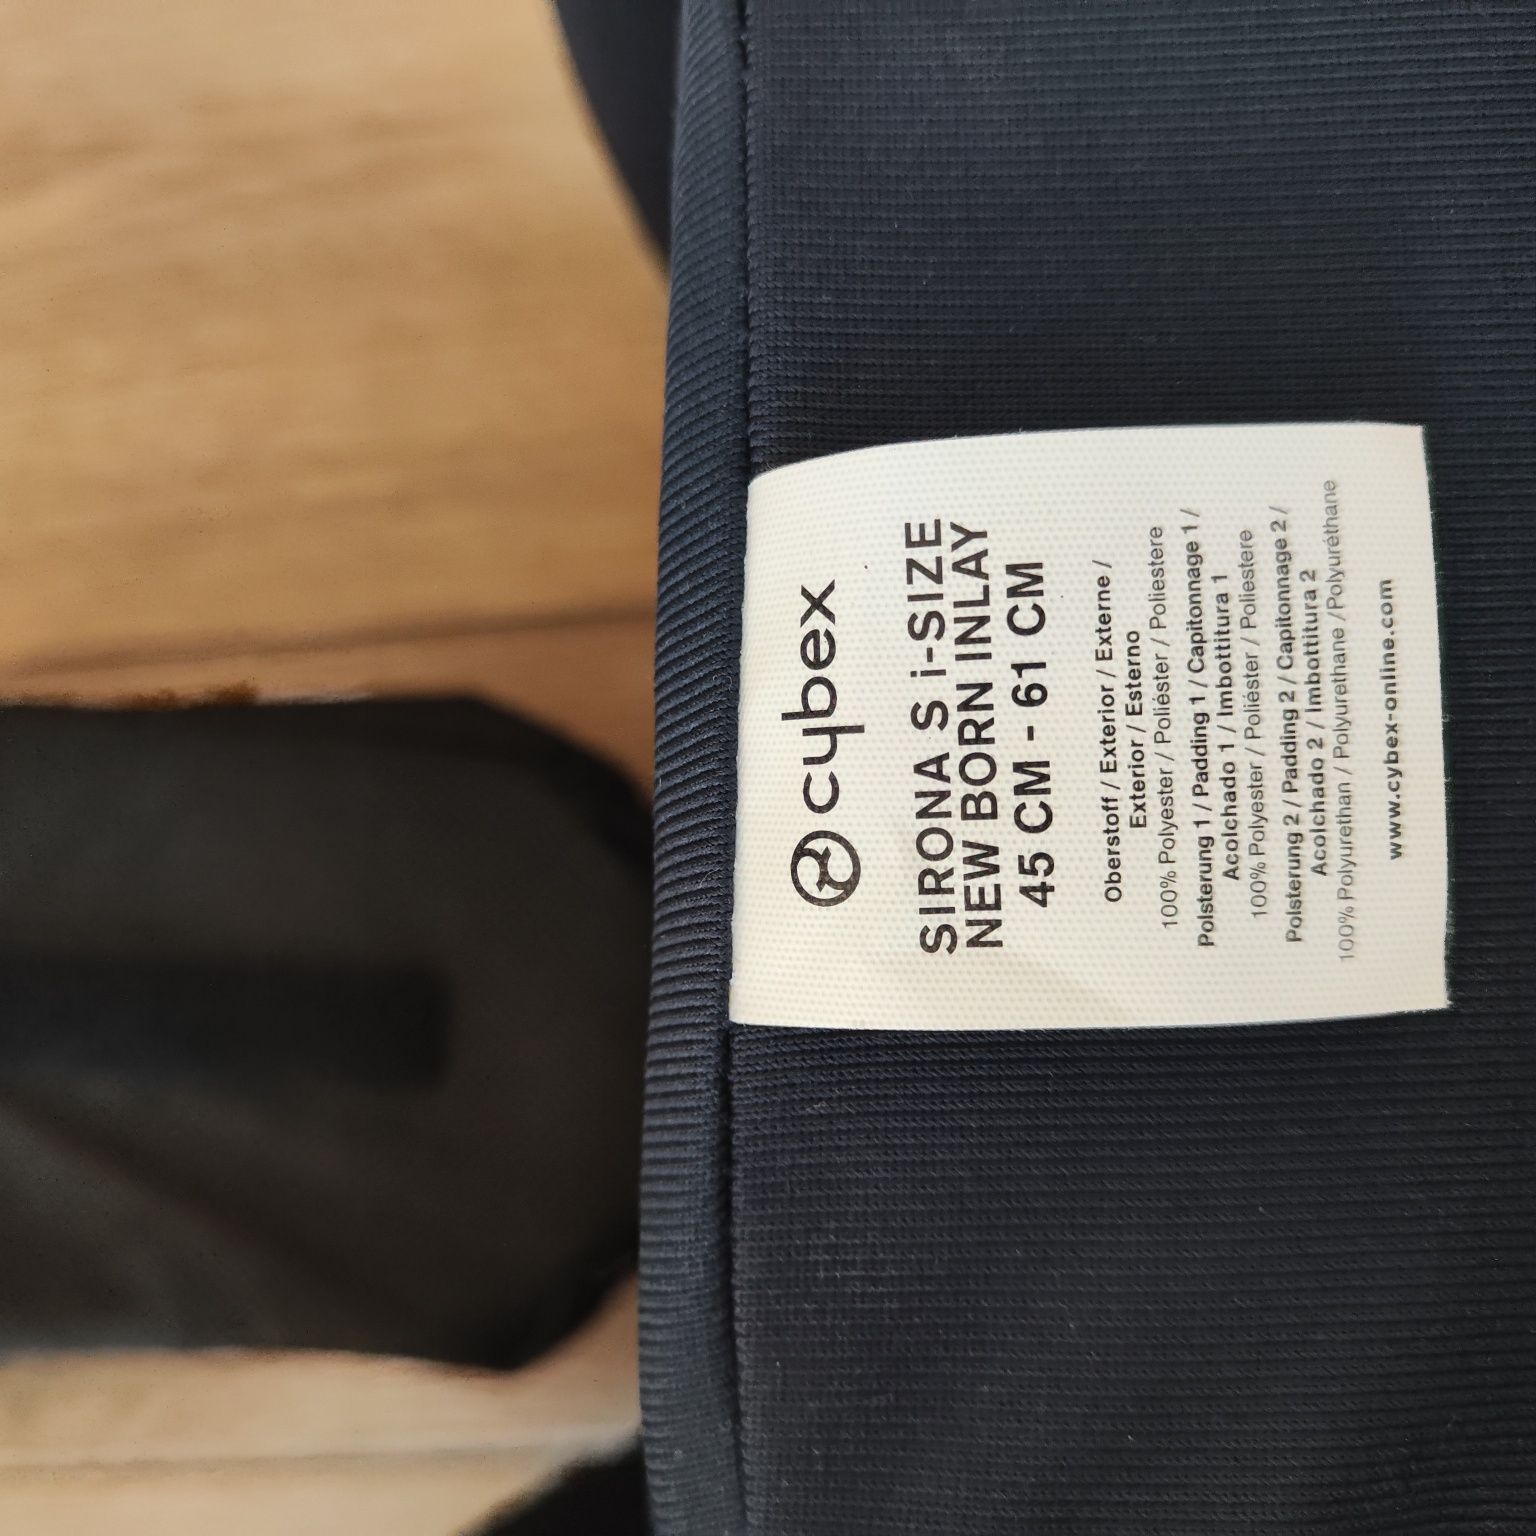 cybex
SIRONA S i-SIZE
NEW BORN INLAY
45 CM - 61 CM
Oberstoff / Exterior / Externe /
Exterior / Esterno
100% Polyester / Poliéster / Poliestere
Polsterung 1 / Padding 1 / Capitonnage 1 /
Acolchado 1 / Imbottitura 1
100% Polyester / Poliéster / Poliestere
Polsterung 2 / Padding 2 / Capitonnage 2 /
Acolchado 2 / Imbottitura 2
100% Polyurethan / Polyurethane / Polyuréthane
www.cybex-online.com